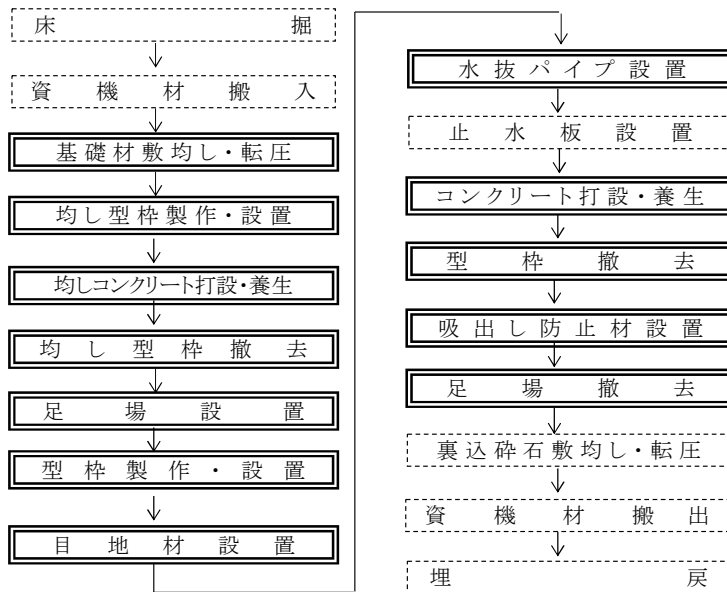 床掘
資機材搬入
基礎材敷均し・転圧
均し型枠製作・設置
均しコンクリート打設・養生
均し型枠撤去
足場設置
型枠製作・設置
目地材設置
水抜パイプ設置
止水板設置
コンクリート打設・養生
型枠撤去
吸出し防止材設置
足場撤去
裏込砕石敷均し・転圧
資機材搬出
埋戻